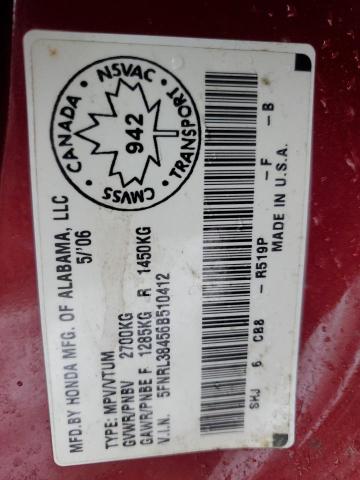 MFD.BY HONDA MFG. OF ALABAMA, LLC
5/'06
TYPE: MPV/VTUM
GVWR/PNBV 2700KG
GAWR/PNBE F 1285KG R 1450KG
V.I.N. 5FNRL38456B510412
CANADA • NSVAC • TRANSPORT • CMVSS
942
SHJ 6 CB8 - R519P - F - B
MADE IN U.S.A.